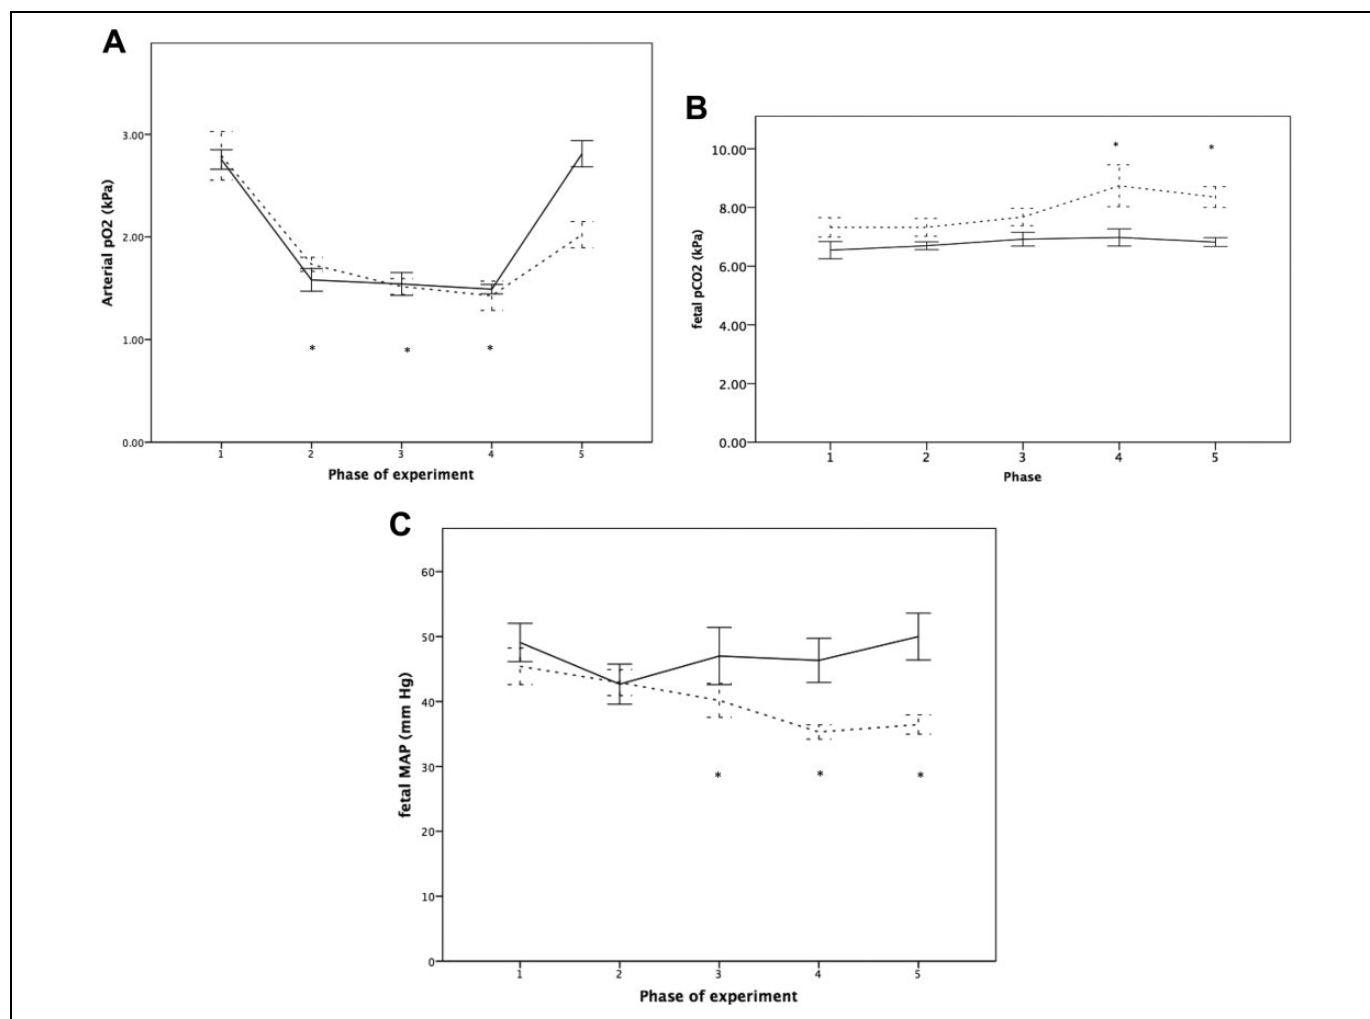 A
3.00
2.00
1.00
0.00
Arterial pO2 (kPa)
* * *
1 2 3 4 5
Phase of experiment
B
10.00
8.00
6.00
4.00
2.00
0.00
fetal pCO2 (kPa)
* *
1 2 3 4 5
Phase
C
60
50
40
30
20
10
0
fetal MAP (mm Hg)
* * *
1 2 3 4 5
Phase of experiment